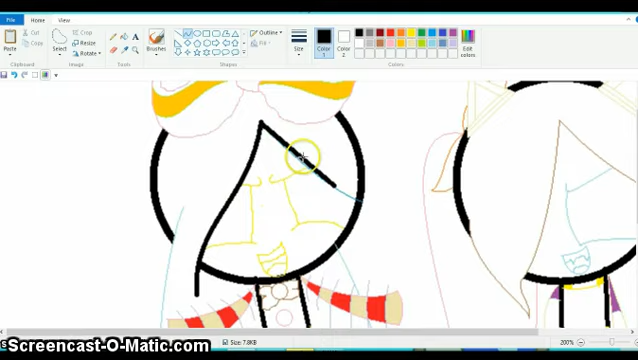 File
Home
View
Paste
Cut
Copy
Select
Crop
Resize
Rotate
Brushes
Outline
Fill
Size
Color
1
Color
2
Edit
colors
Clipboard
Image
Tools
Shapes
Colors
Screencast-O-Matic.com
Size: 7.8KB
200%